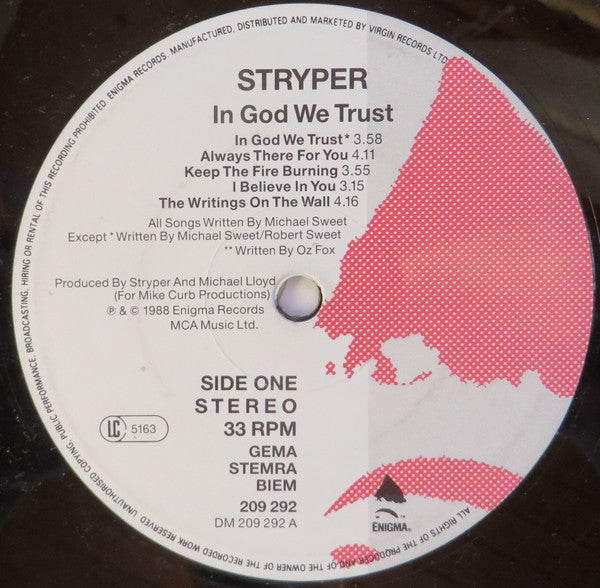 ENIGMA RECORDS. MANUFACTURED, DISTRIBUTED AND MARKETED BY VIRGIN RECORDS LTD.
STRYPER
In God We Trust
In God We Trust* 3.58
Always There For You 4.11
Keep The Fire Burning 3.55
I Believe In You 3.15
The Writings On The Wall 4.16
All Songs Written By Michael Sweet
Except * Written By Michael Sweet/Robert Sweet
** Written By Oz Fox
Produced By Stryper And Michael Lloyd
(For Mike Curb Productions)
℗ & © 1988 Enigma Records
MCA Music Ltd.
SIDE ONE
STEREO
33 RPM
LC 5163
GEMA
STEMRA
BIEM
209 292
DM 209 292 A
ENIGMA.
ALL RIGHTS OF THE PRODUCER AND OF THE OWNER OF THE RECORDED WORK RESERVED. UNAUTHORISED COPYING, PUBLIC PERFORMANCE, BROADCASTING, HIRING OR RENTAL OF THIS RECORDING PROHIBITED.